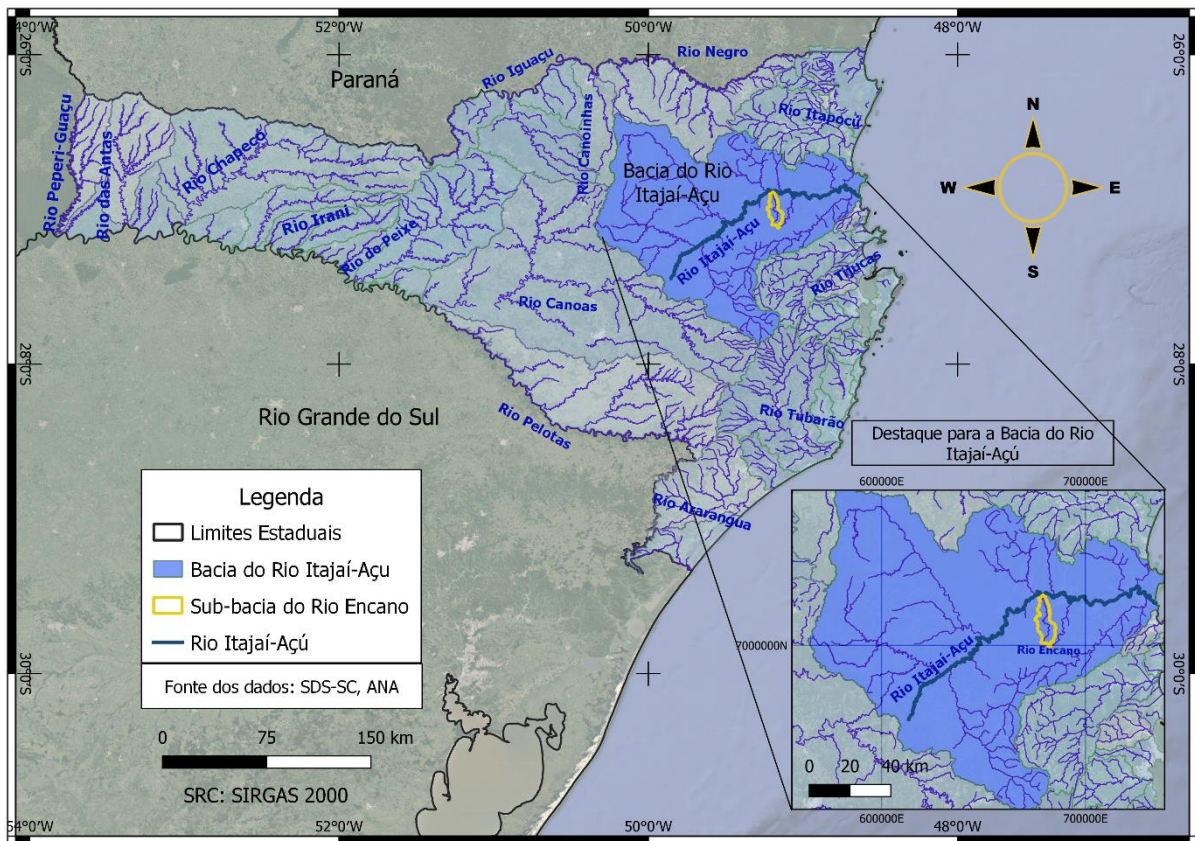 54°0'W
52°0'W
50°0'W
48°0'W
26°0'S
26°0'S
Paraná
Rio Iguaçu
Rio Negro
Rio Peperi-Guaçu
Rio das Antas
Rio Chapecó
Rio Canoinhas
Rio Itapocú
Bacia do Rio
Itajaí-Açu
Rio Irani
Rio do Peixe
Rio Itajaí-Açu
Rio Tijucas
Rio Canoas
N
W
E
S
28°0'S
28°0'S
Rio Grande do Sul
Rio Pelotas
Rio Tubarão
Rio Ararangua
Destaque para a Bacia do Rio
Itajaí-Açú
600000E
700000E
Legenda
Limites Estaduais
Bacia do Rio Itajaí-Açu
Sub-bacia do Rio Encano
Rio Itajaí-Açú
Fonte dos dados: SDS-SC, ANA
0
75
150 km
SRC: SIRGAS 2000
7000000N
Rio Encano
Rio Itajaí-Açu
0
20
40 km
600000E
700000E
30°0'S
30°0'S
54°0'W
52°0'W
50°0'W
48°0'W